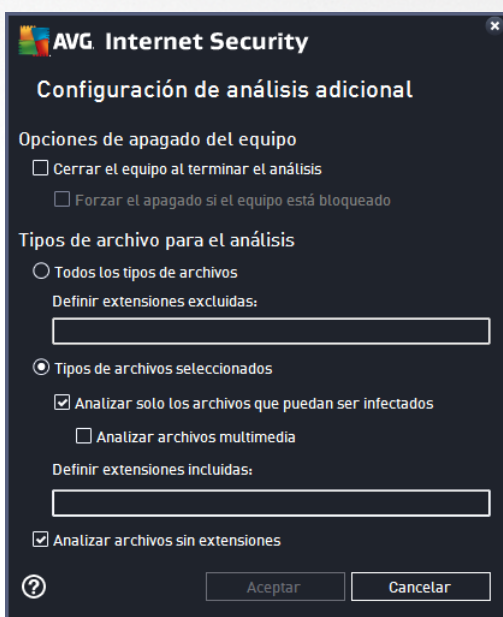 AVG. Internet Security
Configuración de análisis adicional
Opciones de apagado del equipo
Cerrar el equipo al terminar el análisis
Forzar el apagado si el equipo está bloqueado
Tipos de archivo para el análisis
Todos los tipos de archivos
Definir extensiones excluidas:
Tipos de archivos seleccionados
Analizar solo los archivos que puedan ser infectados
Analizar archivos multimedia
Definir extensiones incluidas:
Analizar archivos sin extensiones
? Aceptar Cancelar